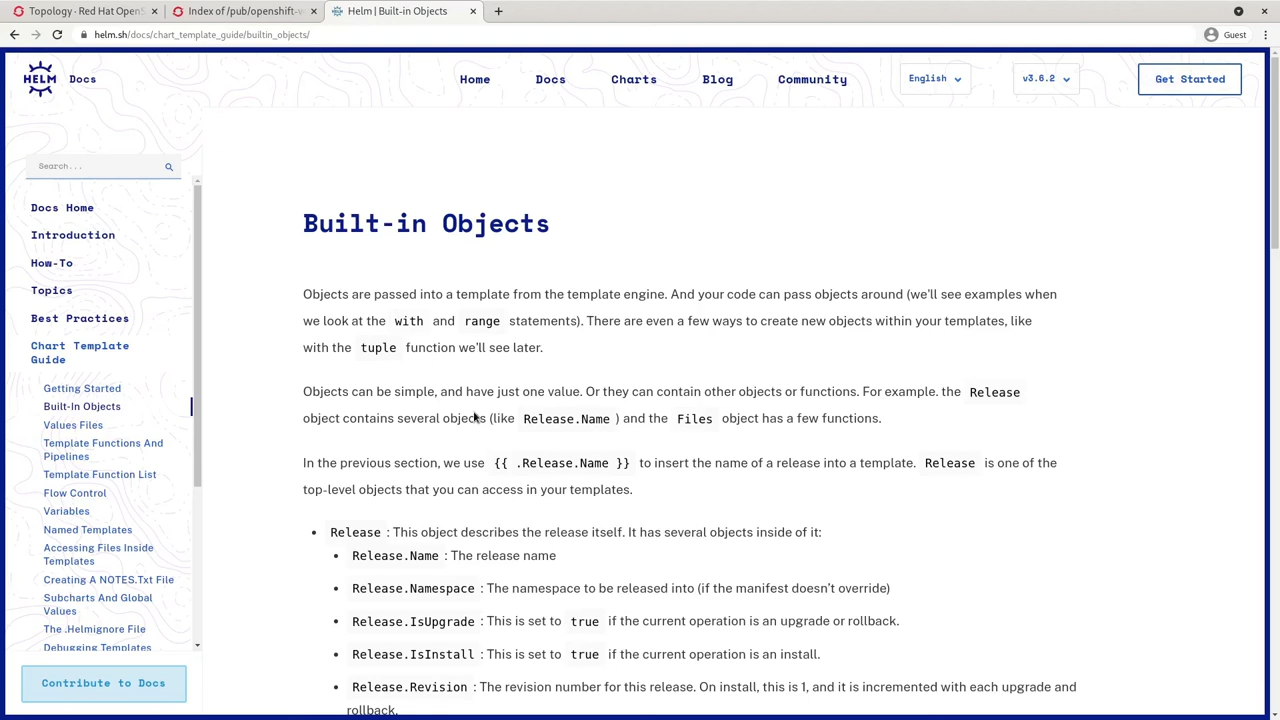 Topology · Red Hat OpenS
Index of /pub/openshift-v
Helm | Built-in Objects
helm.sh/docs/chart_template_guide/builtin_objects/
Guest
HELM
Docs
Home
Docs
Charts
Blog
Community
English
v3.6.2
Get Started
Search...
Docs Home
Introduction
How-To
Topics
Best Practices
Chart Template
Guide
Getting Started
Built-In Objects
Values Files
Template Functions And
Pipelines
Template Function List
Flow Control
Variables
Named Templates
Accessing Files Inside
Templates
Creating A NOTES.Txt File
Subcharts And Global
Values
The .Helmignore File
Debugging Templates
Contribute to Docs
Built-in Objects
Objects are passed into a template from the template engine. And your code can pass objects around (we'll see examples when
we look at the with and range statements). There are even a few ways to create new objects within your templates, like
with the tuple function we'll see later.
Objects can be simple, and have just one value. Or they can contain other objects or functions. For example. the Release
object contains several objects (like Release.Name ) and the Files object has a few functions.
In the previous section, we use {{ .Release.Name }} to insert the name of a release into a template. Release is one of the
top-level objects that you can access in your templates.
• Release : This object describes the release itself. It has several objects inside of it:
• Release.Name : The release name
• Release.Namespace : The namespace to be released into (if the manifest doesn't override)
• Release.IsUpgrade : This is set to true if the current operation is an upgrade or rollback.
• Release.IsInstall : This is set to true if the current operation is an install.
• Release.Revision : The revision number for this release. On install, this is 1, and it is incremented with each upgrade and
rollback.